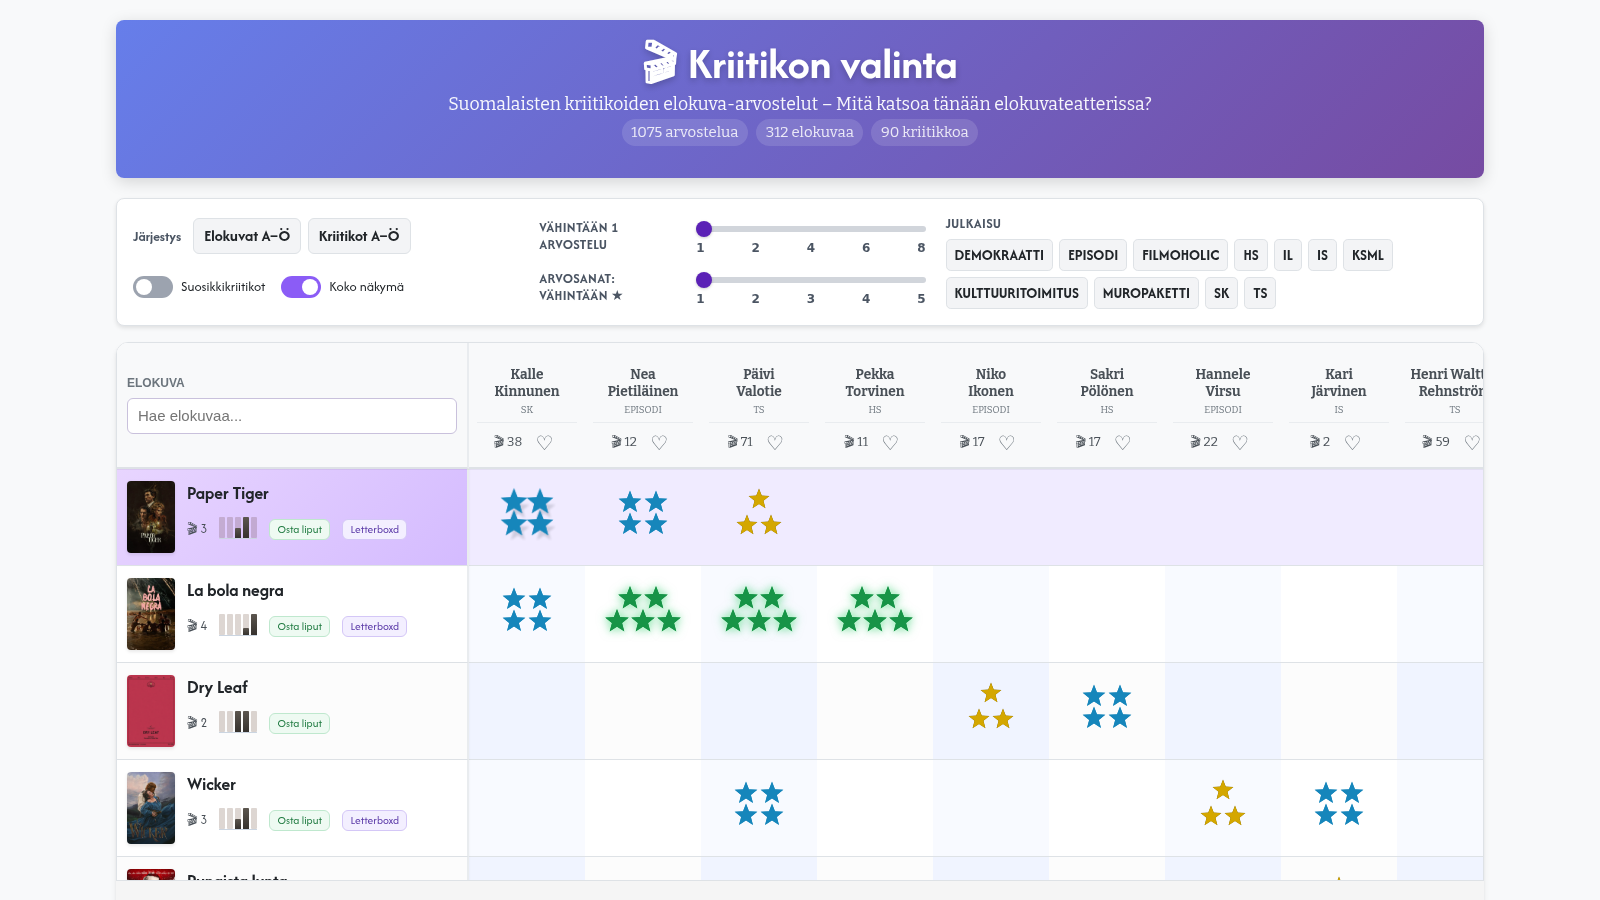 Kriitikon valinta
Suomalaisten kriitikoiden elokuva-arvostelut – Mitä katsoa tänään elokuvateatterissa?
1075 arvostelua 312 elokuvaa 90 kriitikkoa
Järjestys Elokuvat A–Ö Kriitikot A–Ö
Suosikkikriitikot Koko näkymä
VÄHINTÄÄN 1
ARVOSTELU
1 2 4 6 8
ARVOSANAT:
VÄHINTÄÄN ★
1 2 3 4 5
JULKAISU
DEMOKRAATTI EPISODI FILMOHOLIC HS IL IS KSML
KULTTUURITOIMITUS MUROPAKETTI SK TS
ELOKUVA
Hae elokuvaa...
Kalle
Kinnunen
SK
38
Nea
Pietiläinen
EPISODI
12
Päivi
Valotie
TS
71
Pekka
Torvinen
HS
11
Niko
Ikonen
EPISODI
17
Sakri
Pölönen
HS
17
Hannele
Virsu
EPISODI
22
Kari
Järvinen
IS
2
Henri
TS
59
Paper Tiger
3 Osta liput Letterboxd
La bola negra
4 Osta liput Letterboxd
LA
BOLA
NEGRA
Dry Leaf
2 Osta liput
Wicker
3 Osta liput Letterboxd